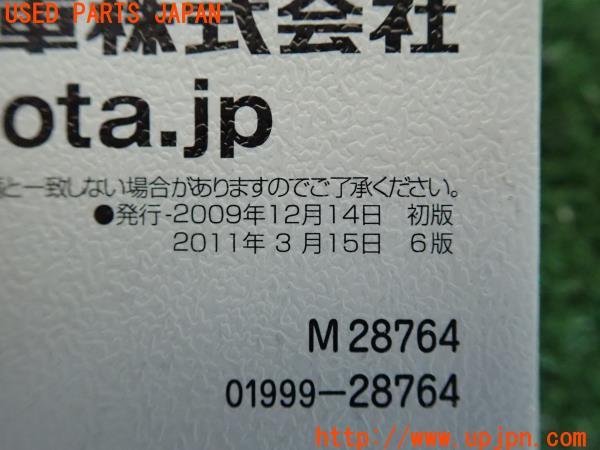 USED PARTS JAPAN
車株式会社
ota.jp
と一致しない場合がありますのでご了承ください。
●発行-2009年12月14日 初版
2011年 3 月15日 6版
M 28764
01999-28764
http://www.upjpn.com/